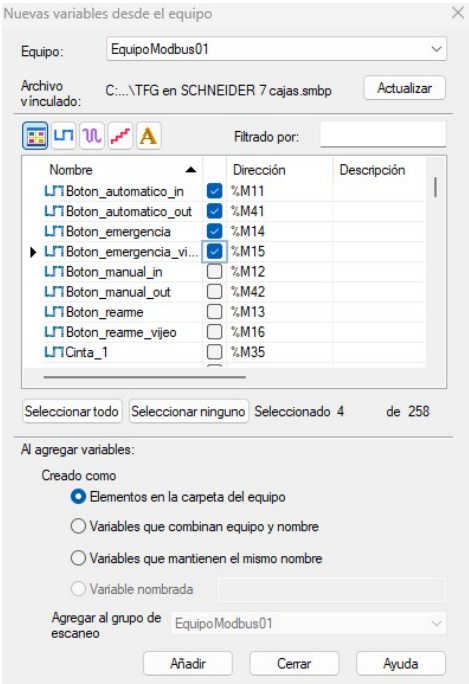 Nuevas variables desde el equipo
Equipo: EquipoModbus01
Archivo vinculado: C:...\TFG en SCHNEIDER 7 cajas.smbp Actualizar
A Filtrado por:
Nombre Dirección Descripción
Boton_automatico_in %M11
Boton_automatico_out %M41
Boton_emergencia %M14
Boton_emergencia_vi... %M15
Boton_manual_in %M12
Boton_manual_out %M42
Boton_rearme %M13
Boton_rearme_vijeo %M16
Cinta_1 %M35
Seleccionar todo Seleccionar ninguno Seleccionado 4 de 258
Al agregar variables:
Creado como
Elementos en la carpeta del equipo
Variables que combinan equipo y nombre
Variables que mantienen el mismo nombre
Variable nombrada
Agregar al grupo de escaneo EquipoModbus01
Añadir Cerrar Ayuda